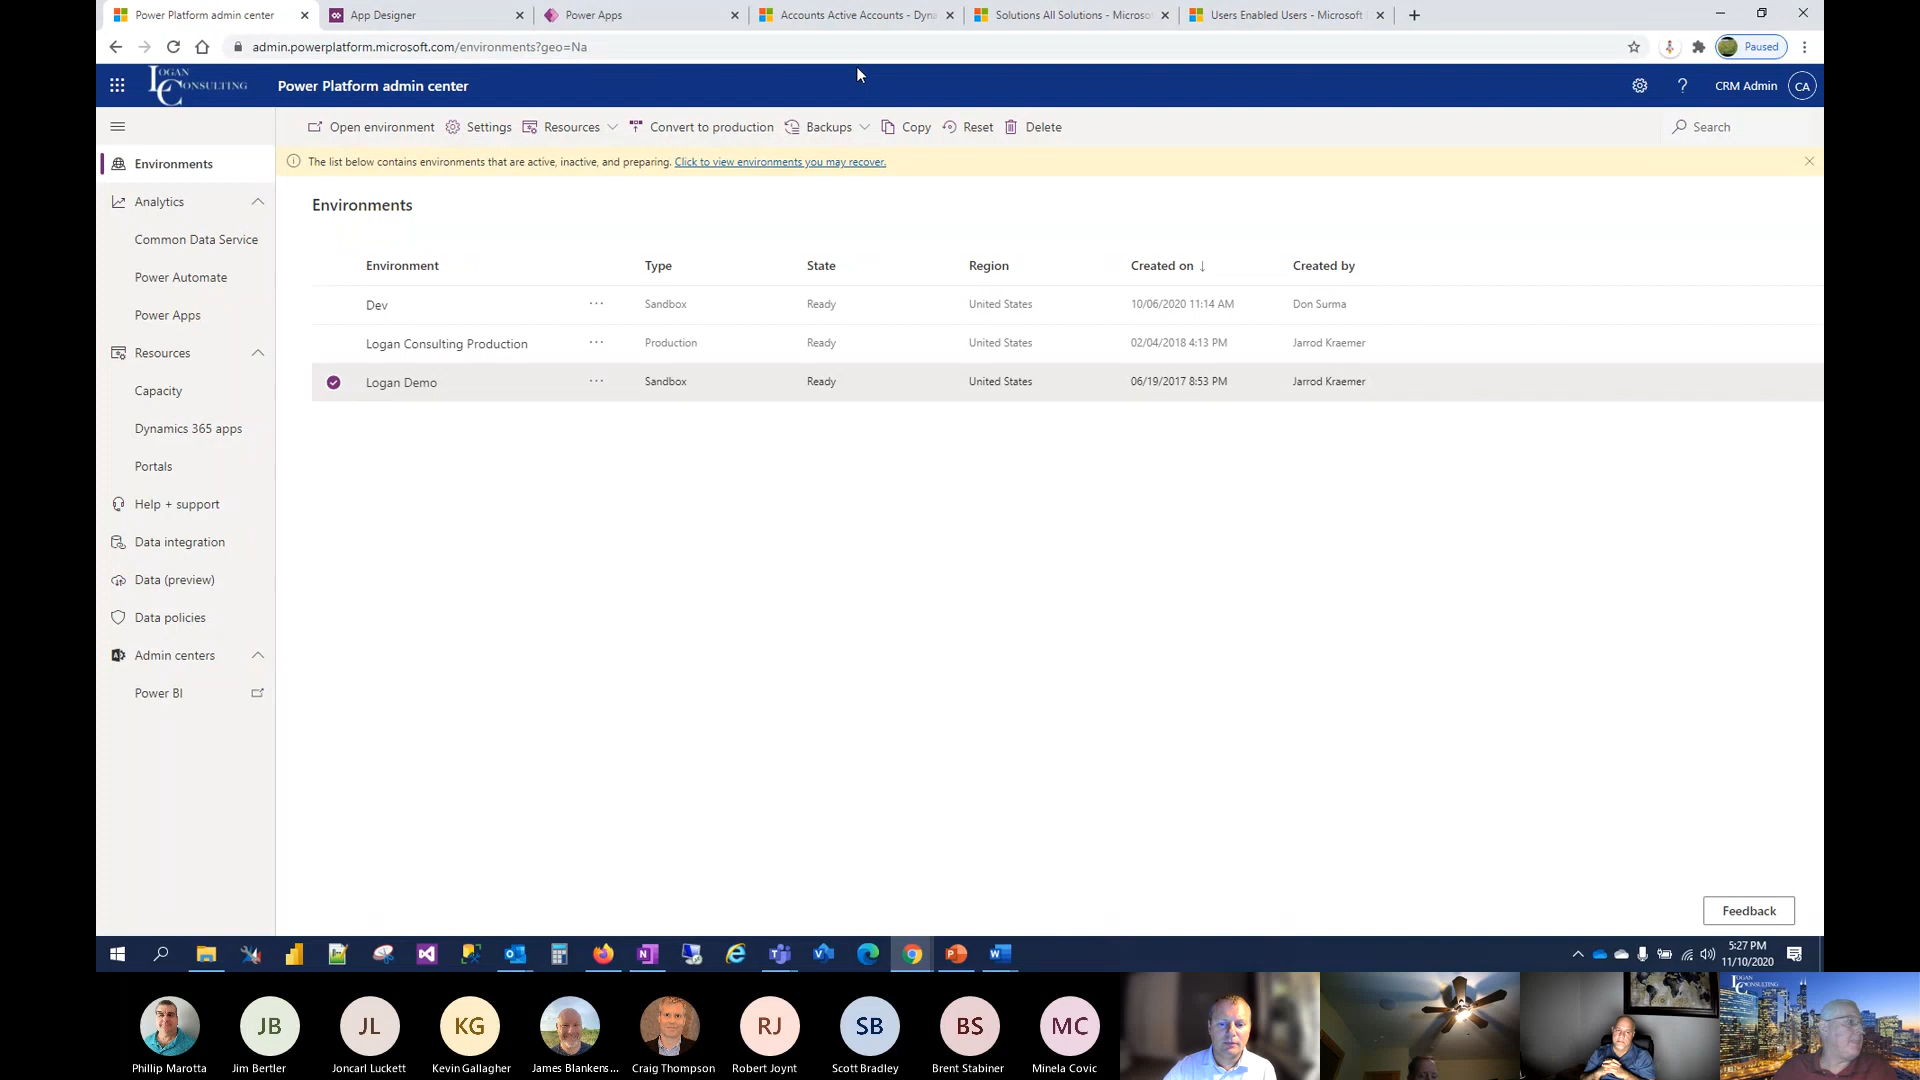 Power Platform admin center
App Designer
Power Apps
Accounts Active Accounts - Dyna
Solutions All Solutions - Microso
Users Enabled Users - Microsoft
admin.powerplatform.microsoft.com/environments?geo=Na
Paused
LOGAN CONSULTING
Power Platform admin center
CRM Admin
CA
Open environment
Settings
Resources
Convert to production
Backups
Copy
Reset
Delete
Search
The list below contains environments that are active, inactive, and preparing. Click to view environments you may recover.
Environments
Analytics
Common Data Service
Power Automate
Power Apps
Resources
Capacity
Dynamics 365 apps
Portals
Help + support
Data integration
Data (preview)
Data policies
Admin centers
Power BI
Environments
Environment Type State Region Created on ↓ Created by
Dev ... Sandbox Ready United States 10/06/2020 11:14 AM Don Surma
Logan Consulting Production ... Production Ready United States 02/04/2018 4:13 PM Jarrod Kraemer
Logan Demo ... Sandbox Ready United States 06/19/2017 8:53 PM Jarrod Kraemer
Feedback
5:27 PM
11/10/2020
JB
JL
KG
RJ
SB
BS
MC
Phillip Marotta
Jim Bertler
Joncarl Luckett
Kevin Gallagher
James Blankens...
Craig Thompson
Robert Joynt
Scott Bradley
Brent Stabiner
Minela Covic
LOGAN CONSULTING